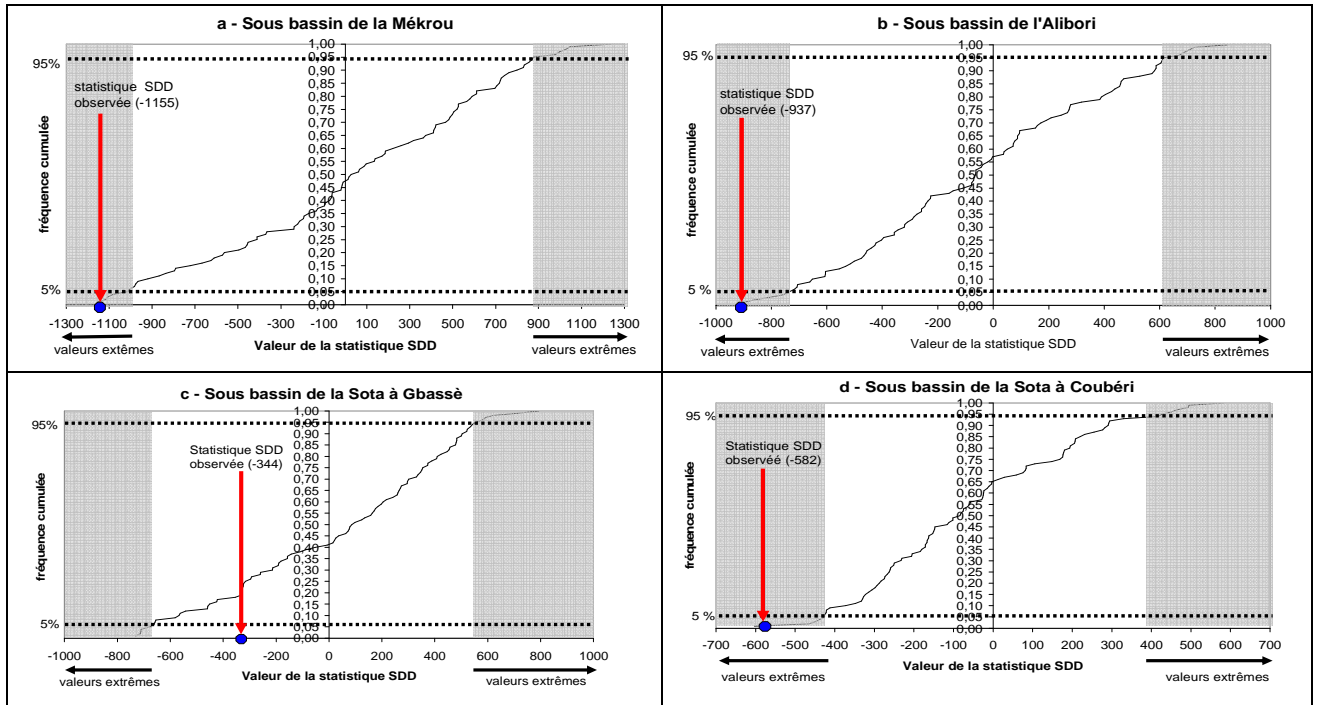 a - Sous bassin de la Mékrou
95%
statistique SDD
observée (-1155)
fréquence cumulée
5%
1,00
0,95
0,90
0,85
0,80
0,75
0,70
0,65
0,60
0,55
0,50
0,45
0,40
0,35
0,30
0,25
0,20
0,15
0,10
0,05
0,00
-1300 -1100 -900 -700 -500 -300 -100 100 300 500 700 900 1100 1300
valeurs extêmes
Valeur de la statistique SDD
valeurs extrêmes
b - Sous bassin de l'Alibori
95 %
statistique SDD
observée (-937)
fréquence cumulée
5 %
1,00
0,95
0,90
0,85
0,80
0,75
0,70
0,65
0,60
0,55
0,50
0,45
0,40
0,35
0,30
0,25
0,20
0,15
0,10
0,05
0,00
-1000 -800 -600 -400 -200 0 200 400 600 800 1000
valeurs extrêmes
Valeur de la statistique SDD
valeurs extrêmes
c - Sous bassin de la Sota à Gbassè
95%
Statistique SDD
observée (-344)
fréquence cumulée
5%
1,00
0,95
0,90
0,85
0,80
0,75
0,70
0,65
0,60
0,55
0,50
0,45
0,40
0,35
0,30
0,25
0,20
0,15
0,10
0,05
0,00
-1000 -800 -600 -400 -200 0 200 400 600 800 1000
valeurs extrêmes
Valeur de la statistique SDD
valeurs extrêmes
d - Sous bassin de la Sota à Coubéri
95 %
Statistique SDD
observéé (-582)
fréquence cumulée
5 %
1,00
0,95
0,90
0,85
0,80
0,75
0,70
0,65
0,60
0,55
0,50
0,45
0,40
0,35
0,30
0,25
0,20
0,15
0,10
0,05
0,00
-700 -600 -500 -400 -300 -200 -100 0 100 200 300 400 500 600 700
valeurs extrêmes
Valeur de la statistique SDD
valeurs extrêmes